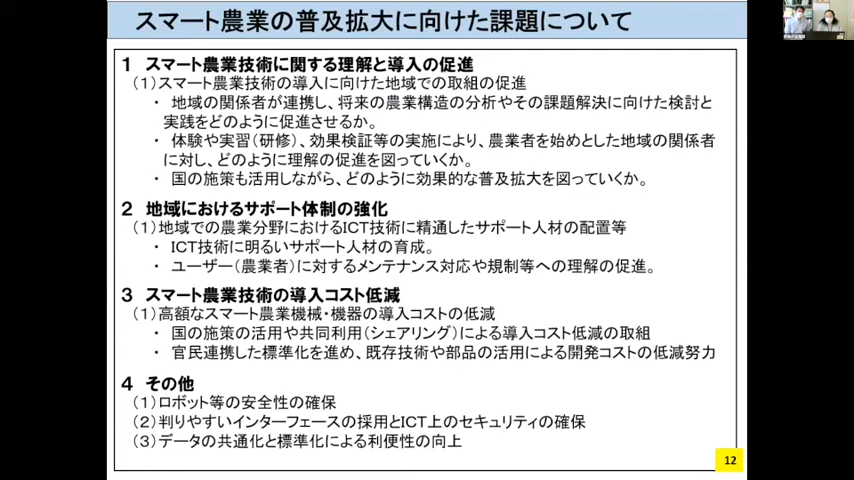 スマート農業の普及拡大に向けた課題について
1 スマート農業技術に関する理解と導入の促進
（1）スマート農業技術の導入に向けた地域での取組の促進
・ 地域の関係者が連携し、将来の農業構造の分析やその課題解決に向けた検討と
実践をどのように促進させるか。
・ 体験や実習（研修）、効果検証等の実施により、農業者を始めとした地域の関係者
に対し、どのように理解の促進を図っていくか。
・ 国の施策も活用しながら、どのように効果的な普及拡大を図っていくか。
2 地域におけるサポート体制の強化
（1）地域での農業分野におけるICT技術に精通したサポート人材の配置等
・ ICT技術に明るいサポート人材の育成。
・ ユーザー（農業者）に対するメンテナンス対応や規制等への理解の促進。
3 スマート農業技術の導入コスト低減
（1）高額なスマート農業機械・機器の導入コストの低減
・ 国の施策の活用や共同利用（シェアリング）による導入コスト低減の取組
・ 官民連携した標準化を進め、既存技術や部品の活用による開発コストの低減努力
4 その他
（1）ロボット等の安全性の確保
（2）判りやすいインターフェースの採用とICT上のセキュリティの確保
（3）データの共通化と標準化による利便性の向上
12